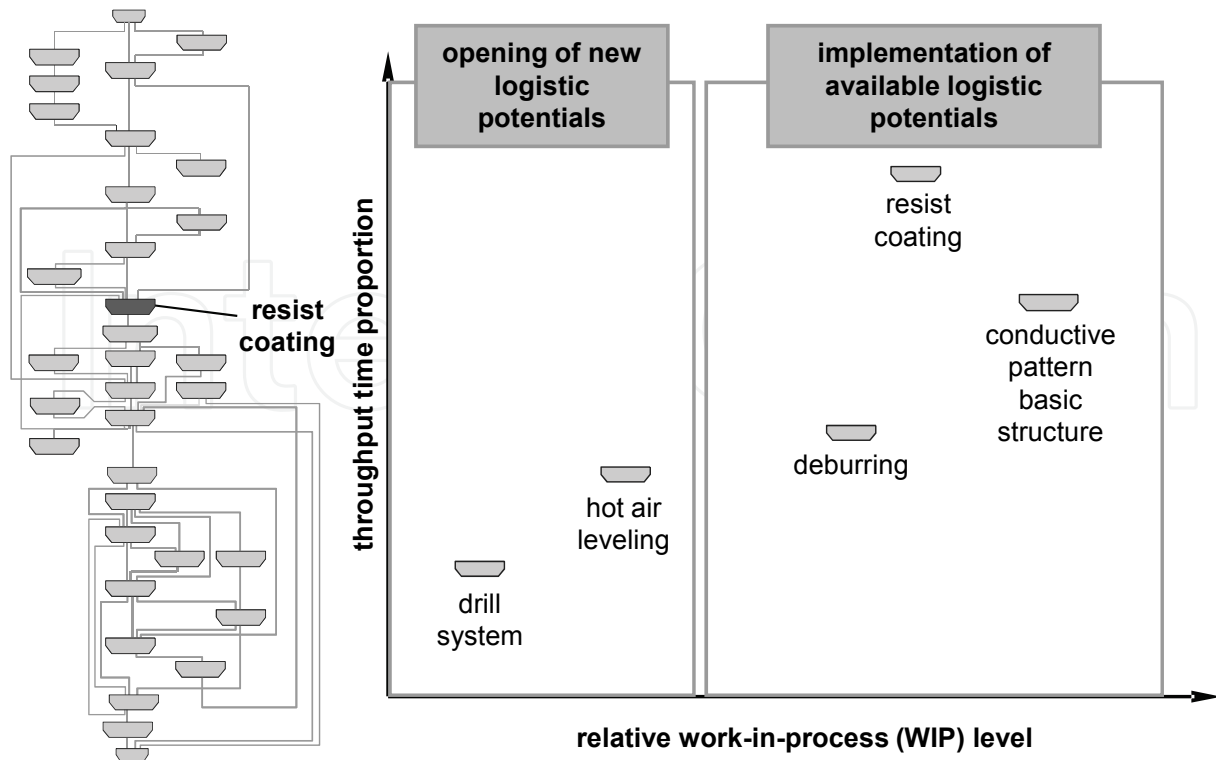 opening of new
logistic
potentials
implementation of
available logistic
potentials
resist
coating
resist
coating
throughput time proportion
conductive
pattern
basic
structure
deburring
hot air
leveling
drill
system
relative work-in-process (WIP) level